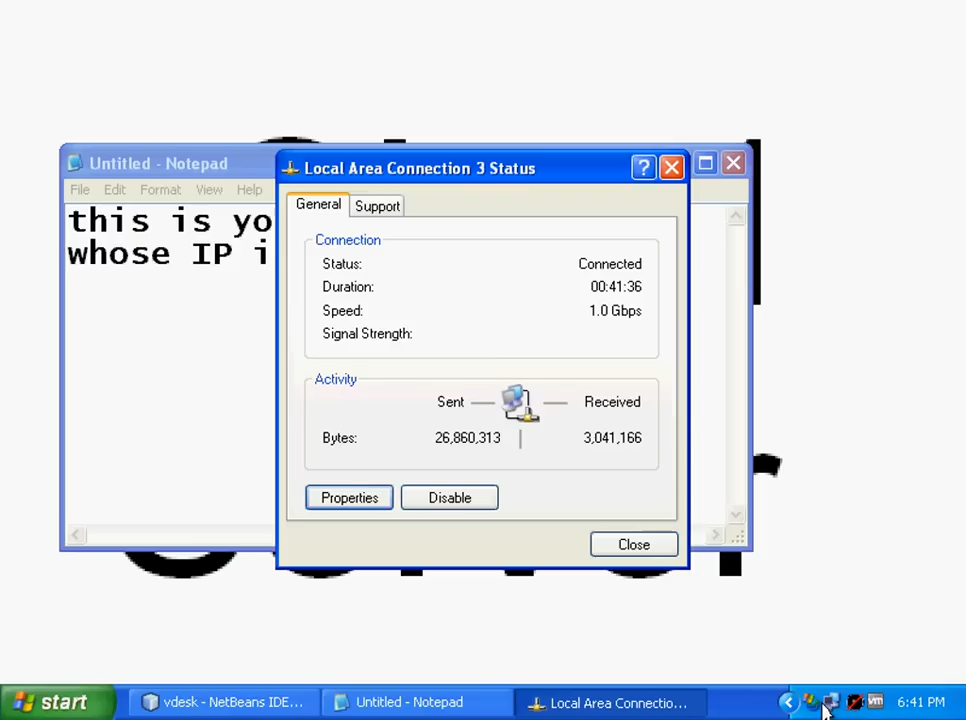 Untitled - Notepad
File Edit Format View Help
this is yo
whose IP i
Local Area Connection 3 Status
?
General Support
Connection
Status: Connected
Duration: 00:41:36
Speed: 1.0 Gbps
Signal Strength:
Activity
Sent — — Received
Bytes: 26,860,313 | 3,041,166
Properties Disable
Close
start vdesk - NetBeans IDE... Untitled - Notepad Local Area Connectio... vm 6:41 PM